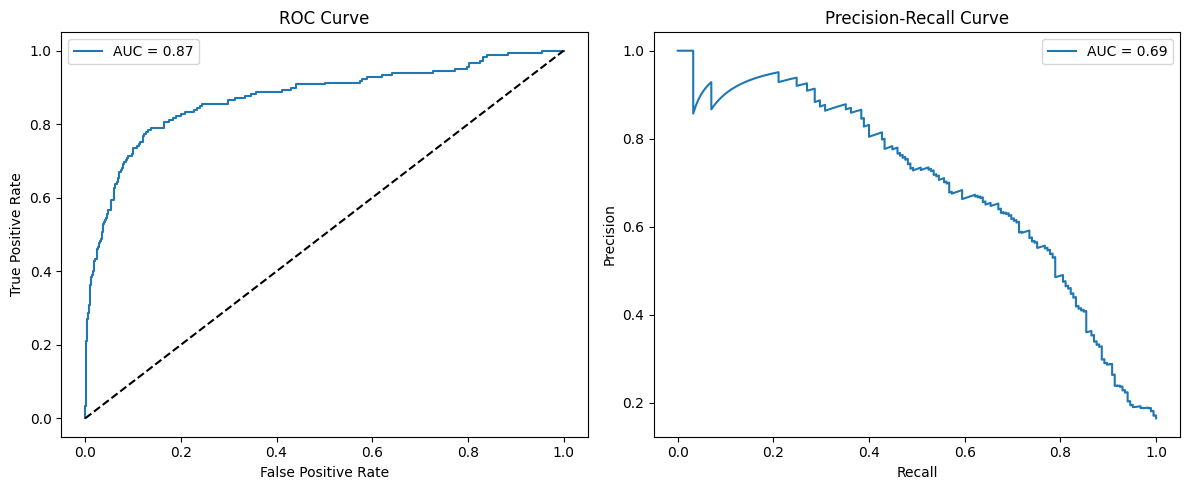 ROC Curve
AUC = 0.87
True Positive Rate
1.0
0.8
0.6
0.4
0.2
0.0
0.0 0.2 0.4 0.6 0.8 1.0
False Positive Rate
Precision-Recall Curve
AUC = 0.69
Precision
1.0
0.8
0.6
0.4
0.2
0.0 0.2 0.4 0.6 0.8 1.0
Recall